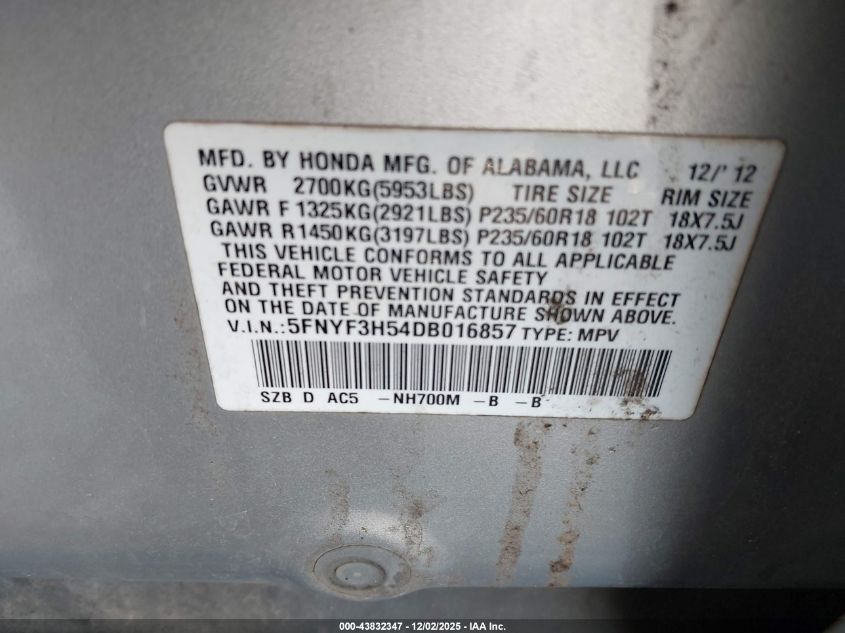 MFD. BY HONDA MFG. OF ALABAMA, LLC 12/' 12
GVWR 2700KG(5953LBS) TIRE SIZE RIM SIZE
GAWR F 1325KG(2921LBS) P235/60R18 102T 18X7.5J
GAWR R1450KG(3197LBS) P235/60R18 102T 18X7.5J
THIS VEHICLE CONFORMS TO ALL APPLICABLE
FEDERAL MOTOR VEHICLE SAFETY
AND THEFT PREVENTION STANDARDS IN EFFECT
ON THE DATE OF MANUFACTURE SHOWN ABOVE.
V.I.N.:5FNYF3H54DB016857 TYPE: MPV
SZB D AC5 -NH700M -B -B
000-43832347 - 12/02/2025 - IAA Inc.